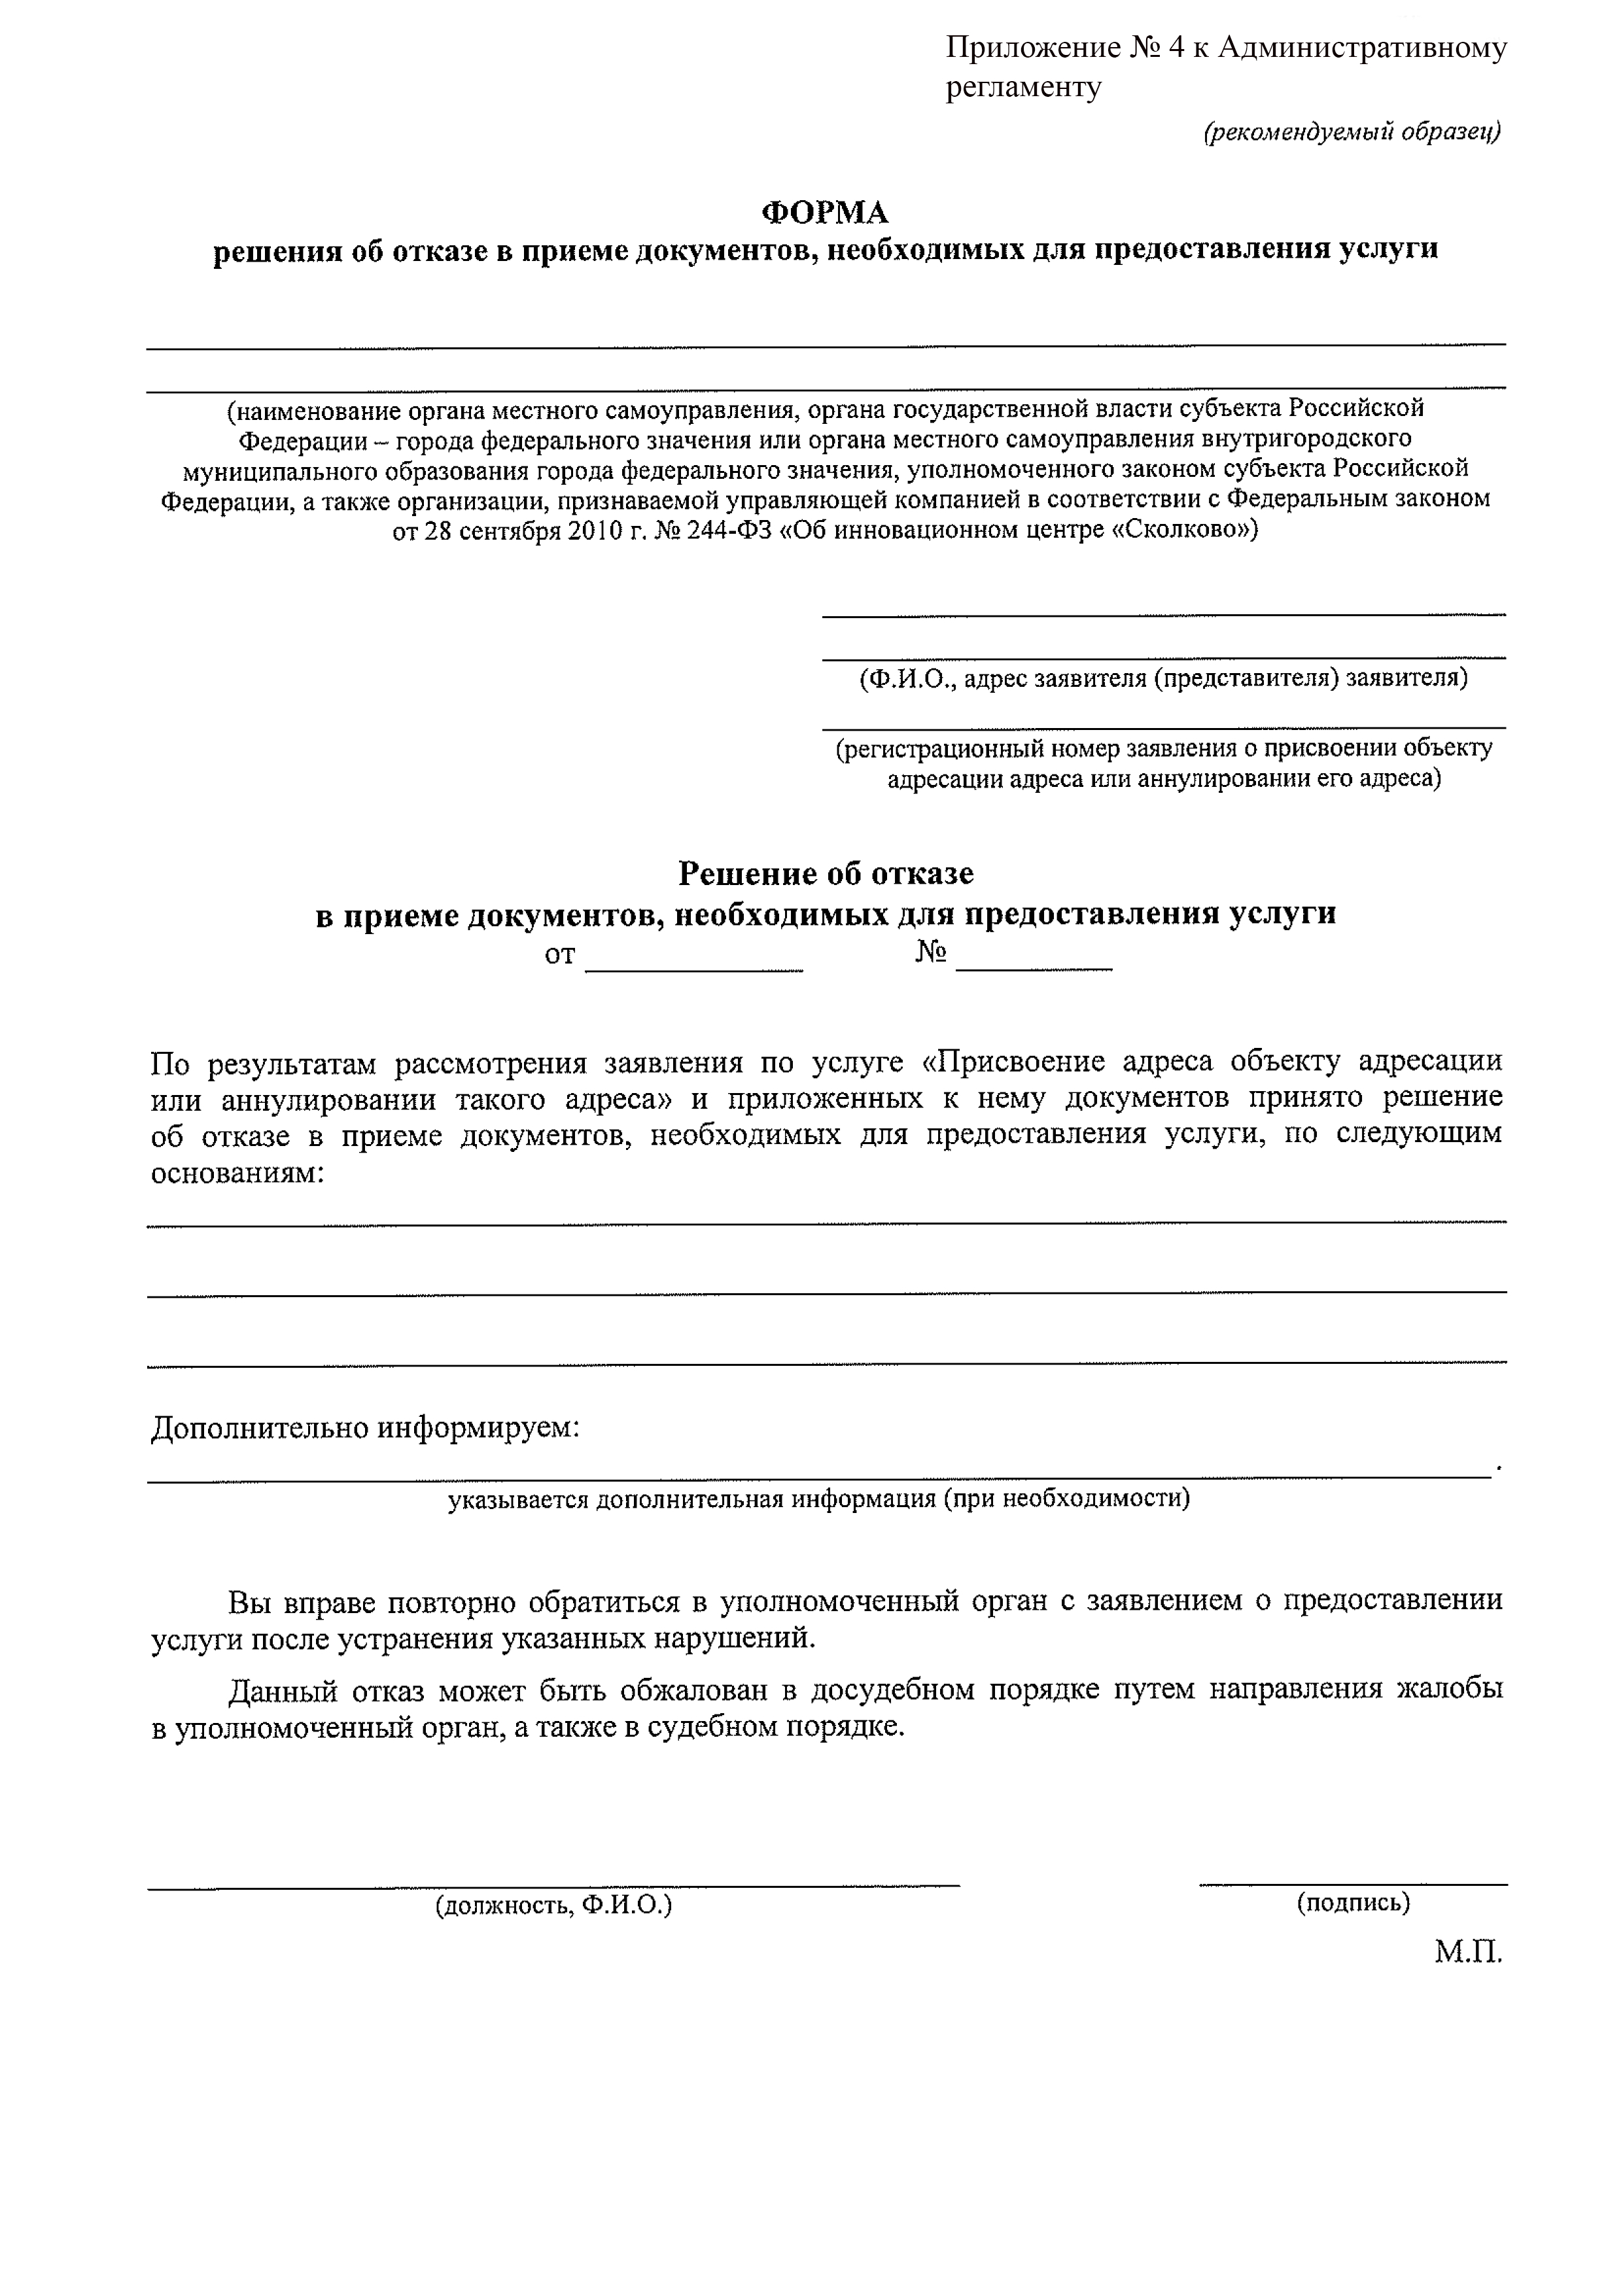 Приложение № 4 к Административному
регламенту
(рекомендуемый образец)
ФОРМА
решения об отказе в приеме документов, необходимых для предоставления услуги
(наименование органа местного самоуправления, органа государственной власти субъекта Российской
Федерации – города федерального значения или органа местного самоуправления внутригородского
муниципального образования города федерального значения, уполномоченного законом субъекта Российской
Федерации, а также организации, признаваемой управляющей компанией в соответствии с Федеральным законом
от 28 сентября 2010 г. № 244-ФЗ «Об инновационном центре «Сколково»)
(Ф.И.О., адрес заявителя (представителя) заявителя)
(регистрационный номер заявления о присвоении объекту
адресации адреса или аннулировании его адреса)
Решение об отказе
в приеме документов, необходимых для предоставления услуги
от ______________ № __________
По результатам рассмотрения заявления по услуге «Присвоение адреса объекту адресации
или аннулировании такого адреса» и приложенных к нему документов принято решение
об отказе в приеме документов, необходимых для предоставления услуги, по следующим
основаниям:
Дополнительно информируем:
.
указывается дополнительная информация (при необходимости)
Вы вправе повторно обратиться в уполномоченный орган с заявлением о предоставлении
услуги после устранения указанных нарушений.
Данный отказ может быть обжалован в досудебном порядке путем направления жалобы
в уполномоченный орган, а также в судебном порядке.
(должность, Ф.И.О.) (подпись)
М.П.